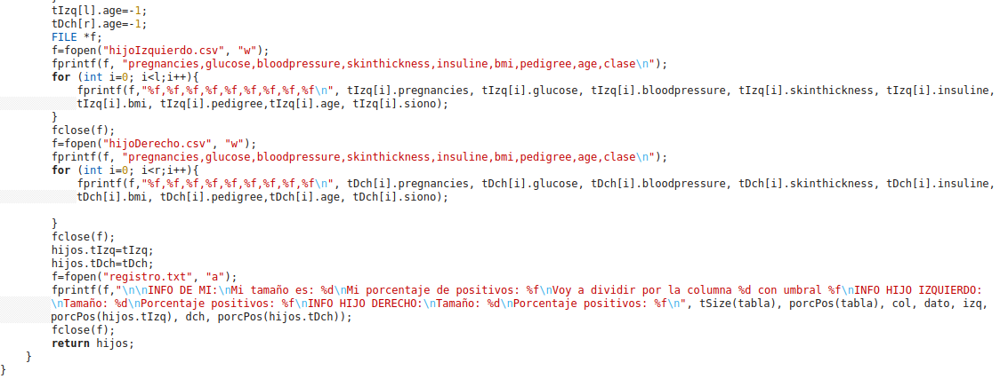 }
tIzq[l].age=-1;
tDch[r].age=-1;
FILE *f;
f=fopen("hijoIzquierdo.csv", "w");
fprintf(f, "pregnancies,glucose,bloodpressure,skinthickness,insuline,bmi,pedigree,age,clase\n");
for (int i=0; i<l;i++){
fprintf(f,"%f,%f,%f,%f,%f,%f,%f,%f,%f\n", tIzq[i].pregnancies, tIzq[i].glucose, tIzq[i].bloodpressure, tIzq[i].skinthickness, tIzq[i].insuline,
tIzq[i].bmi, tIzq[i].pedigree,tIzq[i].age, tIzq[i].siono);
}
fclose(f);
f=fopen("hijoDerecho.csv", "w");
fprintf(f, "pregnancies,glucose,bloodpressure,skinthickness,insuline,bmi,pedigree,age,clase\n");
for (int i=0; i<r;i++){
fprintf(f,"%f,%f,%f,%f,%f,%f,%f,%f,%f\n", tDch[i].pregnancies, tDch[i].glucose, tDch[i].bloodpressure, tDch[i].skinthickness, tDch[i].insuline,
tDch[i].bmi, tDch[i].pedigree,tDch[i].age, tDch[i].siono);
}
fclose(f);
hijos.tIzq=tIzq;
hijos.tDch=tDch;
f=fopen("registro.txt", "a");
fprintf(f,"\n\nINFO DE MI:\nMi tamaño es: %d\nMi porcentaje de positivos: %f\nVoy a dividir por la columna %d con umbral %f\nINFO HIJO IZQUIERDO:
\nTamaño: %d\nPorcentaje positivos: %f\nINFO HIJO DERECHO:\nTamaño: %d\nPorcentaje positivos: %f\n", tSize(tabla), porcPos(tabla), col, dato, izq,
porcPos(hijos.tIzq), dch, porcPos(hijos.tDch));
fclose(f);
return hijos;
}
}